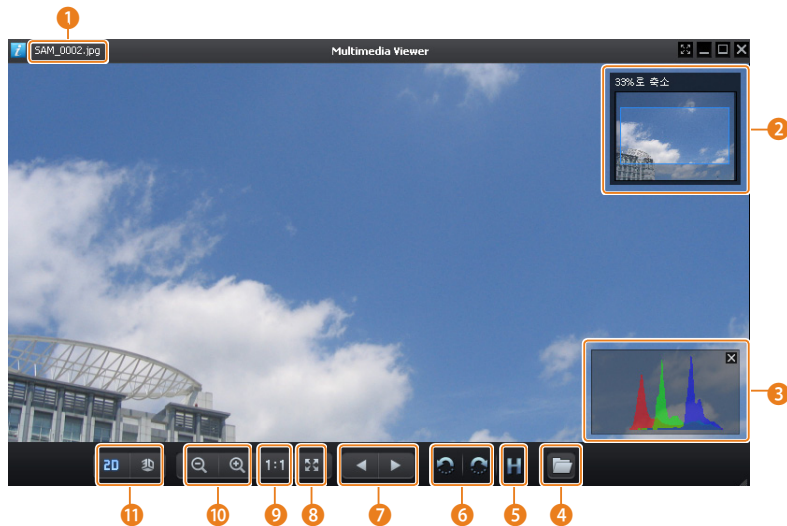 1
SAM_0002.jpg
Multimedia Viewer
33%로 축소
2
3
2D 3D 1:1 H
11 10 9 8 7 6 5 4